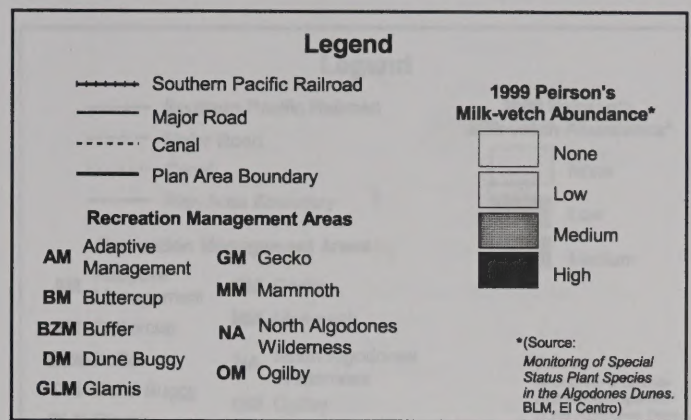 Legend
Southern Pacific Railroad
Major Road
Canal
Plan Area Boundary
Recreation Management Areas
AM Adaptive
Management
BM Buttercup
BZM Buffer
DM Dune Buggy
GLM Glamis
GM Gecko
MM Mammoth
NA North Algodones
Wilderness
OM Ogilby
1999 Peirson's
Milk-vetch Abundance*
None
Low
Medium
High
*(Source:
Monitoring of Special
Status Plant Species
in the Algodones Dunes.
BLM, El Centro)